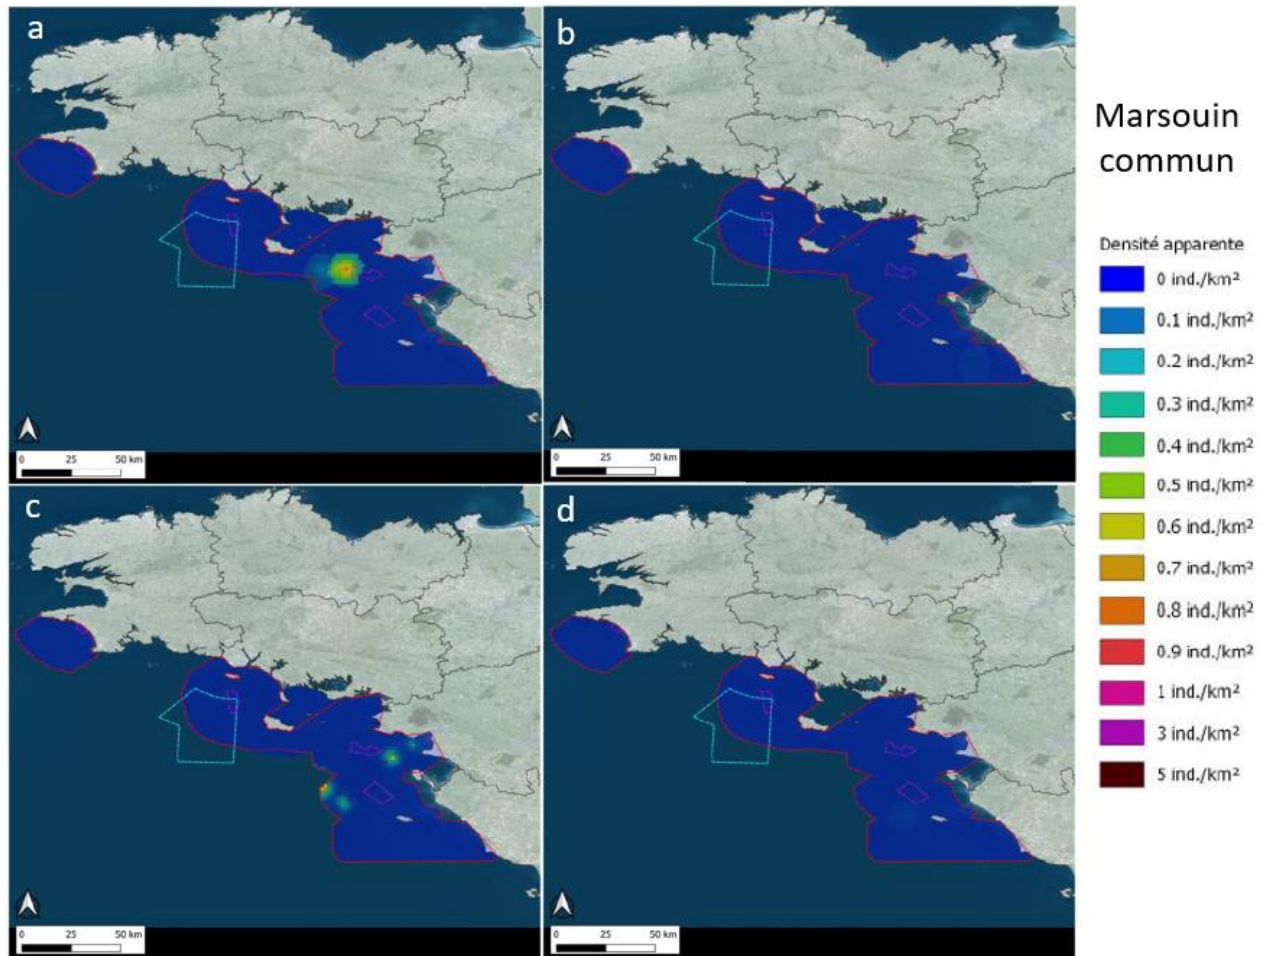 a
b
Marsouin
commun
Densité apparente
0 ind./km²
0.1 ind./km²
0.2 ind./km²
0.3 ind./km²
0.4 ind./km²
0.5 ind./km²
0.6 ind./km²
0.7 ind./km²
0.8 ind./km²
0.9 ind./km²
1 ind./km²
3 ind./km²
5 ind./km²
0 25 50 km
0 25 50 km
c
d
0 25 50 km
0 25 50 km